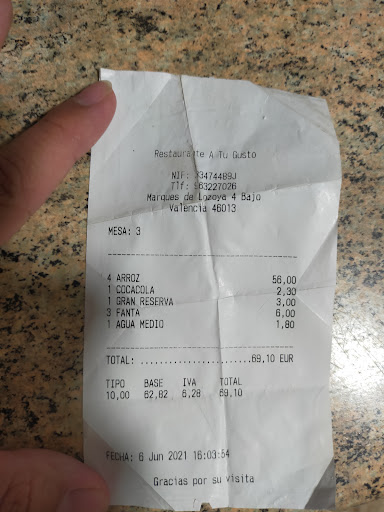 Restaurante A Tu Gusto
NIF: 33474489J
Tlf: 963227026
Marques de Lozoya 4 Bajo
Valencia 46013
MESA: 3
4 ARROZ 56,00
1 COCACOLA 2,30
1 GRAN RESERVA 3,00
3 FANTA 6,00
1 AGUA MEDIO 1,80
TOTAL: ........................69,10 EUR
TIPO BASE IVA TOTAL
10,00 62,82 6,28 69,10
FECHA: 6 Jun 2021 16:03:54
Gracias por su visita